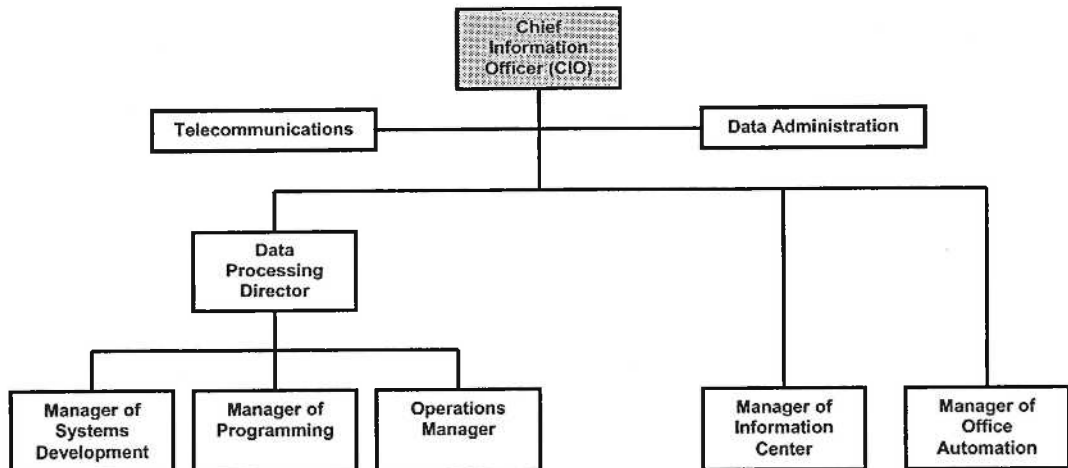 Chief
Information
Officer (CIO)
Telecommunications
Data Administration
Data
Processing
Director
Manager of
Systems
Development
Manager of
Programming
Operations
Manager
Manager of
Information
Center
Manager of
Office
Automation